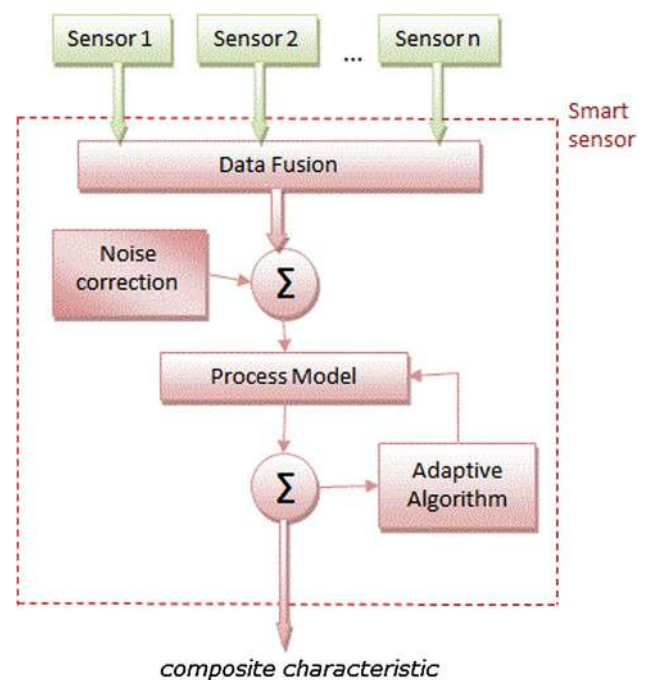 Sensor 1
Sensor 2
...
Sensor n
Smart
sensor
Data Fusion
Noise
correction
Σ
Process Model
Σ
Adaptive
Algorithm
composite characteristic